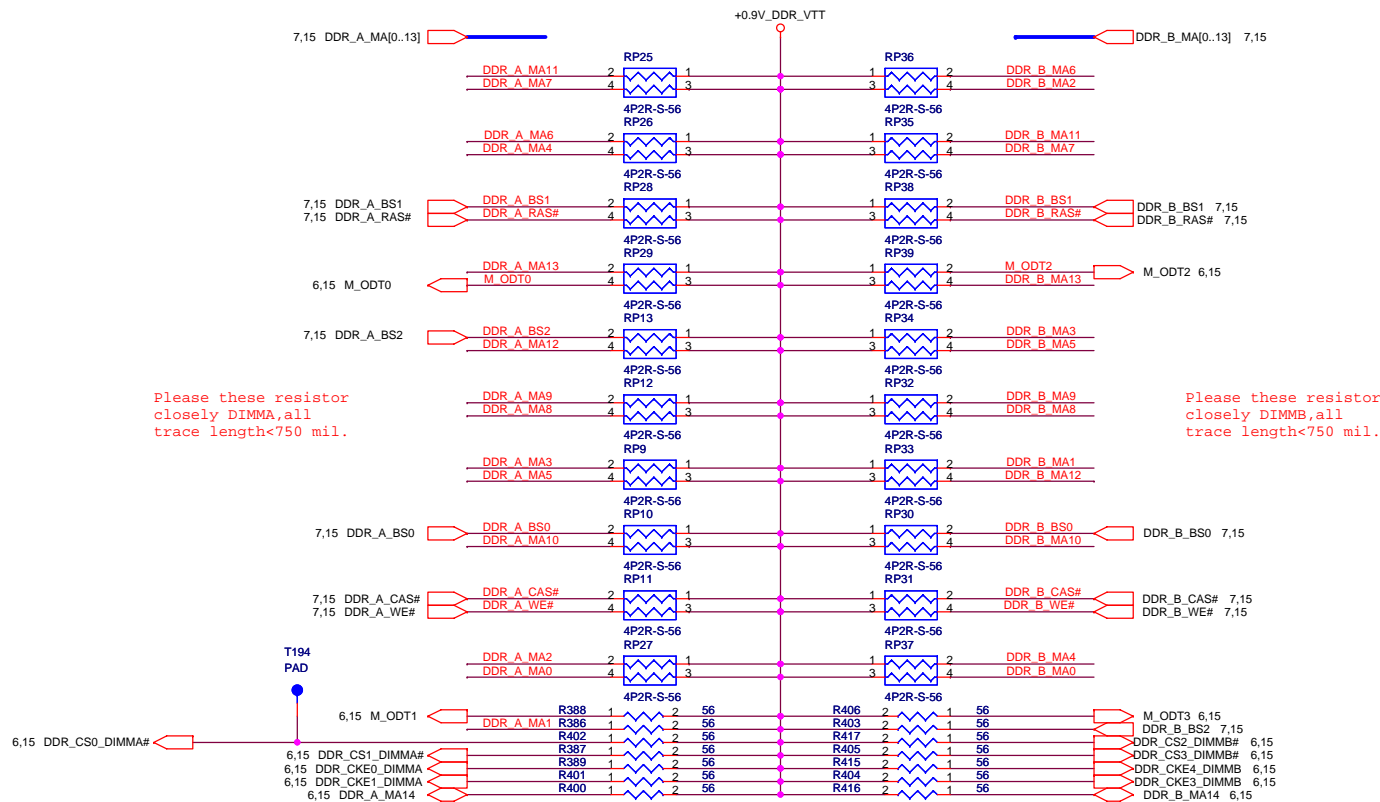 +0.9V_DDR_VTT
7,15 DDR_A_MA[0..13]
DDR_B_MA[0..13] 7,15
RP25 RP36
DDR_A_MA11 2 1 1 2 DDR_B_MA6
DDR_A_MA7 4 3 3 4 DDR_B_MA2
4P2R-S-56 4P2R-S-56
RP26 RP35
DDR_A_MA6 2 1 1 2 DDR_B_MA11
DDR_A_MA4 4 3 3 4 DDR_B_MA7
4P2R-S-56 4P2R-S-56
RP28 RP38
7,15 DDR_A_BS1 DDR_A_BS1 2 1 1 2 DDR_B_BS1 DDR_B_BS1 7,15
7,15 DDR_A_RAS# DDR_A_RAS# 4 3 3 4 DDR_B_RAS# DDR_B_RAS# 7,15
4P2R-S-56 4P2R-S-56
RP29 RP39
DDR_A_MA13 2 1 1 2 M_ODT2 M_ODT2 6,15
6,15 M_ODT0 M_ODT0 4 3 3 4 DDR_B_MA13
4P2R-S-56 4P2R-S-56
RP13 RP34
7,15 DDR_A_BS2 DDR_A_BS2 2 1 1 2 DDR_B_MA3
DDR_A_MA12 4 3 3 4 DDR_B_MA5
4P2R-S-56 4P2R-S-56
RP12 RP32
DDR_A_MA9 2 1 1 2 DDR_B_MA9
DDR_A_MA8 4 3 3 4 DDR_B_MA8
4P2R-S-56 4P2R-S-56
Please these resistor
closely DIMMA,all
trace length<750 mil.
Please these resistor
closely DIMMB,all
trace length<750 mil.
RP9 RP33
DDR_A_MA3 2 1 1 2 DDR_B_MA1
DDR_A_MA5 4 3 3 4 DDR_B_MA12
4P2R-S-56 4P2R-S-56
RP10 RP30
7,15 DDR_A_BS0 DDR_A_BS0 2 1 1 2 DDR_B_BS0 DDR_B_BS0 7,15
DDR_A_MA10 4 3 3 4 DDR_B_MA10
4P2R-S-56 4P2R-S-56
RP11 RP31
7,15 DDR_A_CAS# DDR_A_CAS# 2 1 1 2 DDR_B_CAS# DDR_B_CAS# 7,15
7,15 DDR_A_WE# DDR_A_WE# 4 3 3 4 DDR_B_WE# DDR_B_WE# 7,15
4P2R-S-56 4P2R-S-56
RP27 RP37
DDR_A_MA2 2 1 1 2 DDR_B_MA4
DDR_A_MA0 4 3 3 4 DDR_B_MA0
4P2R-S-56 4P2R-S-56
T194
PAD
6,15 M_ODT1 R388 1 2 56 R406 2 1 56 M_ODT3 6,15
DDR_A_MA1 R386 1 2 56 R403 2 1 56 DDR_B_BS2 7,15
6,15 DDR_CS0_DIMMA# R402 1 2 56 R417 2 1 56 DDR_CS2_DIMMB# 6,15
6,15 DDR_CS1_DIMMA# R387 1 2 56 R405 2 1 56 DDR_CS3_DIMMB# 6,15
6,15 DDR_CKE0_DIMMA R389 1 2 56 R415 2 1 56 DDR_CKE4_DIMMB 6,15
6,15 DDR_CKE1_DIMMA R401 1 2 56 R404 2 1 56 DDR_CKE3_DIMMB 6,15
6,15 DDR_A_MA14 R400 1 2 56 R416 2 1 56 DDR_B_MA14 6,15